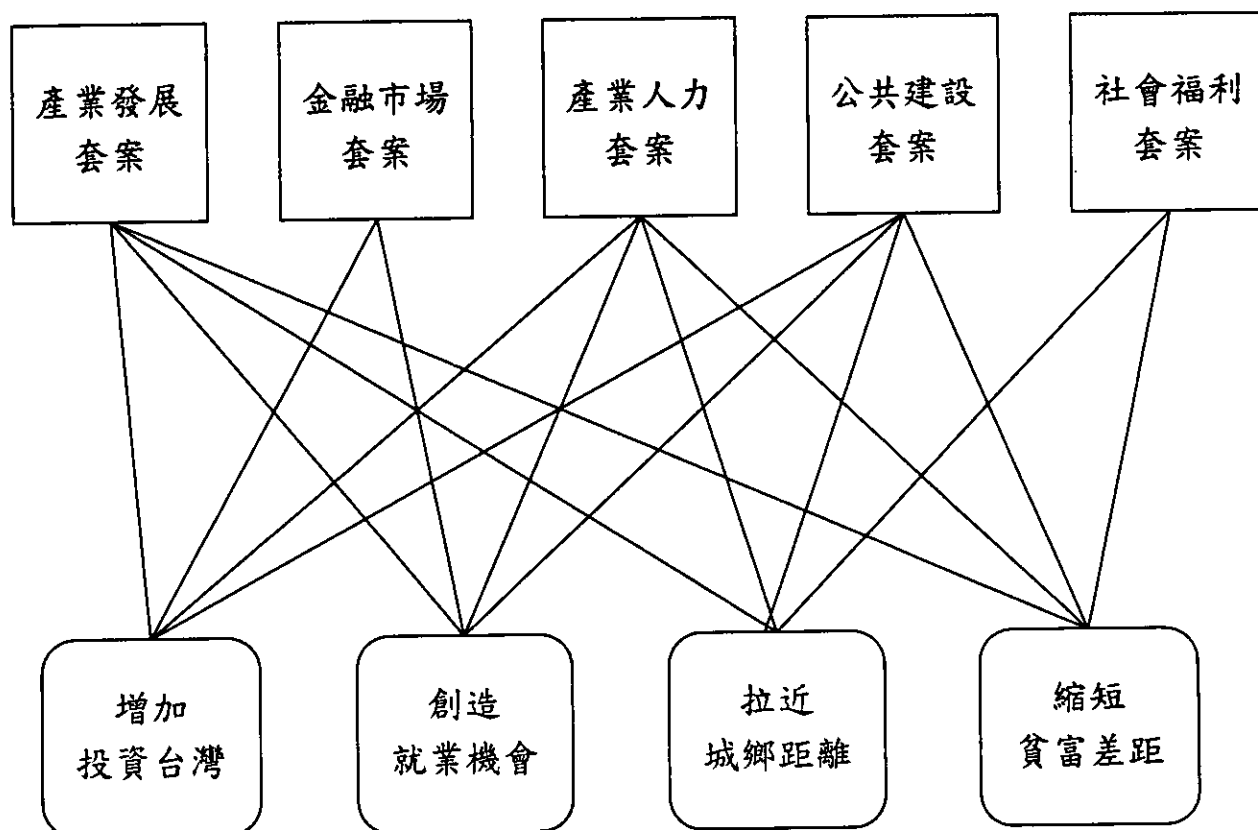 產業發展
套案
金融市場
套案
產業人力
套案
公共建設
套案
社會福利
套案
增加
投資台灣
創造
就業機會
拉近
城鄉距離
縮短
貧富差距